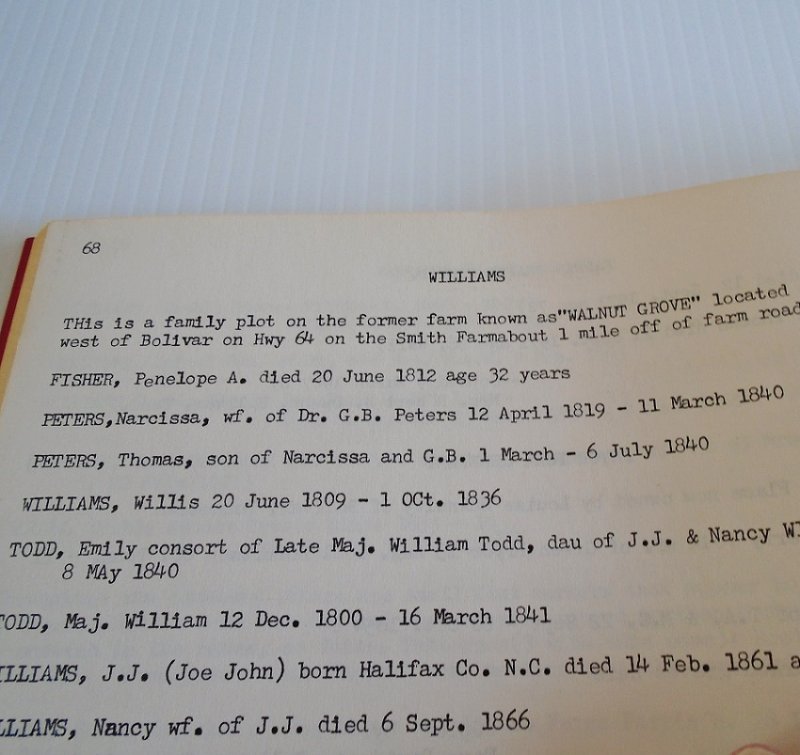 68
WILLIAMS
THis is a family plot on the former farm known as"WALNUT GROVE" located
west of Bolivar on Hwy 64 on the Smith Farmabout 1 mile off of farm road
FISHER, Penelope A. died 20 June 1812 age 32 years
PETERS,Narcissa, wf. of Dr. G.B. Peters 12 April 1819 - 11 March 1840
PETERS, Thomas, son of Narcissa and G.B. 1 March - 6 July 1840
WILLIAMS, Willis 20 June 1809 - 1 OCt. 1836
TODD, Emily consort of Late Maj. William Todd, dau of J.J. & Nancy
8 MAy 1840
TODD, Maj. William 12 Dec. 1800 - 16 March 1841
ILLIAMS, J.J. (Joe John) born Halifax Co. N.C. died 14 Feb. 1861
LLIAMS, Nancy wf. of J.J. died 6 Sept. 1866